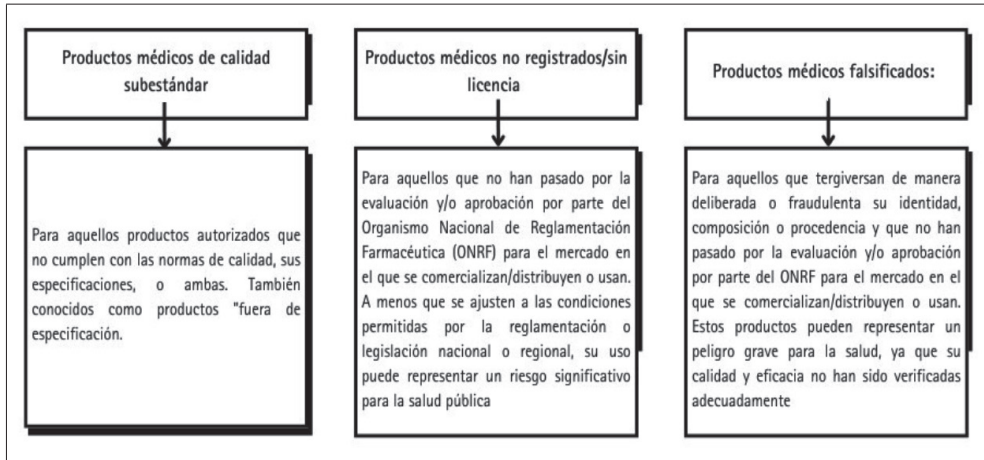 Productos médicos de calidad
subestándar
Para aquellos productos autorizados que
no cumplen con las normas de calidad, sus
especificaciones, o ambas. También
conocidos como productos "fuera de
especificación.
Productos médicos no registrados/sin
licencia
Para aquellos que no han pasado por la
evaluación y/o aprobación por parte del
Organismo Nacional de Reglamentación
Farmacéutica (ONRF) para el mercado en
el que se comercializan/distribuyen o usan.
A menos que se ajusten a las condiciones
permitidas por la reglamentación o
legislación nacional o regional, su uso
puede representar un riesgo significativo
para la salud pública
Productos médicos falsificados:
Para aquellos que tergiversan de manera
deliberada o fraudulenta su identidad,
composición o procedencia y que no han
pasado por la evaluación y/o aprobación
por parte del ONRF para el mercado en el
que se comercializan/distribuyen o usan.
Estos productos pueden representar un
peligro grave para la salud, ya que su
calidad y eficacia no han sido verificadas
adecuadamente